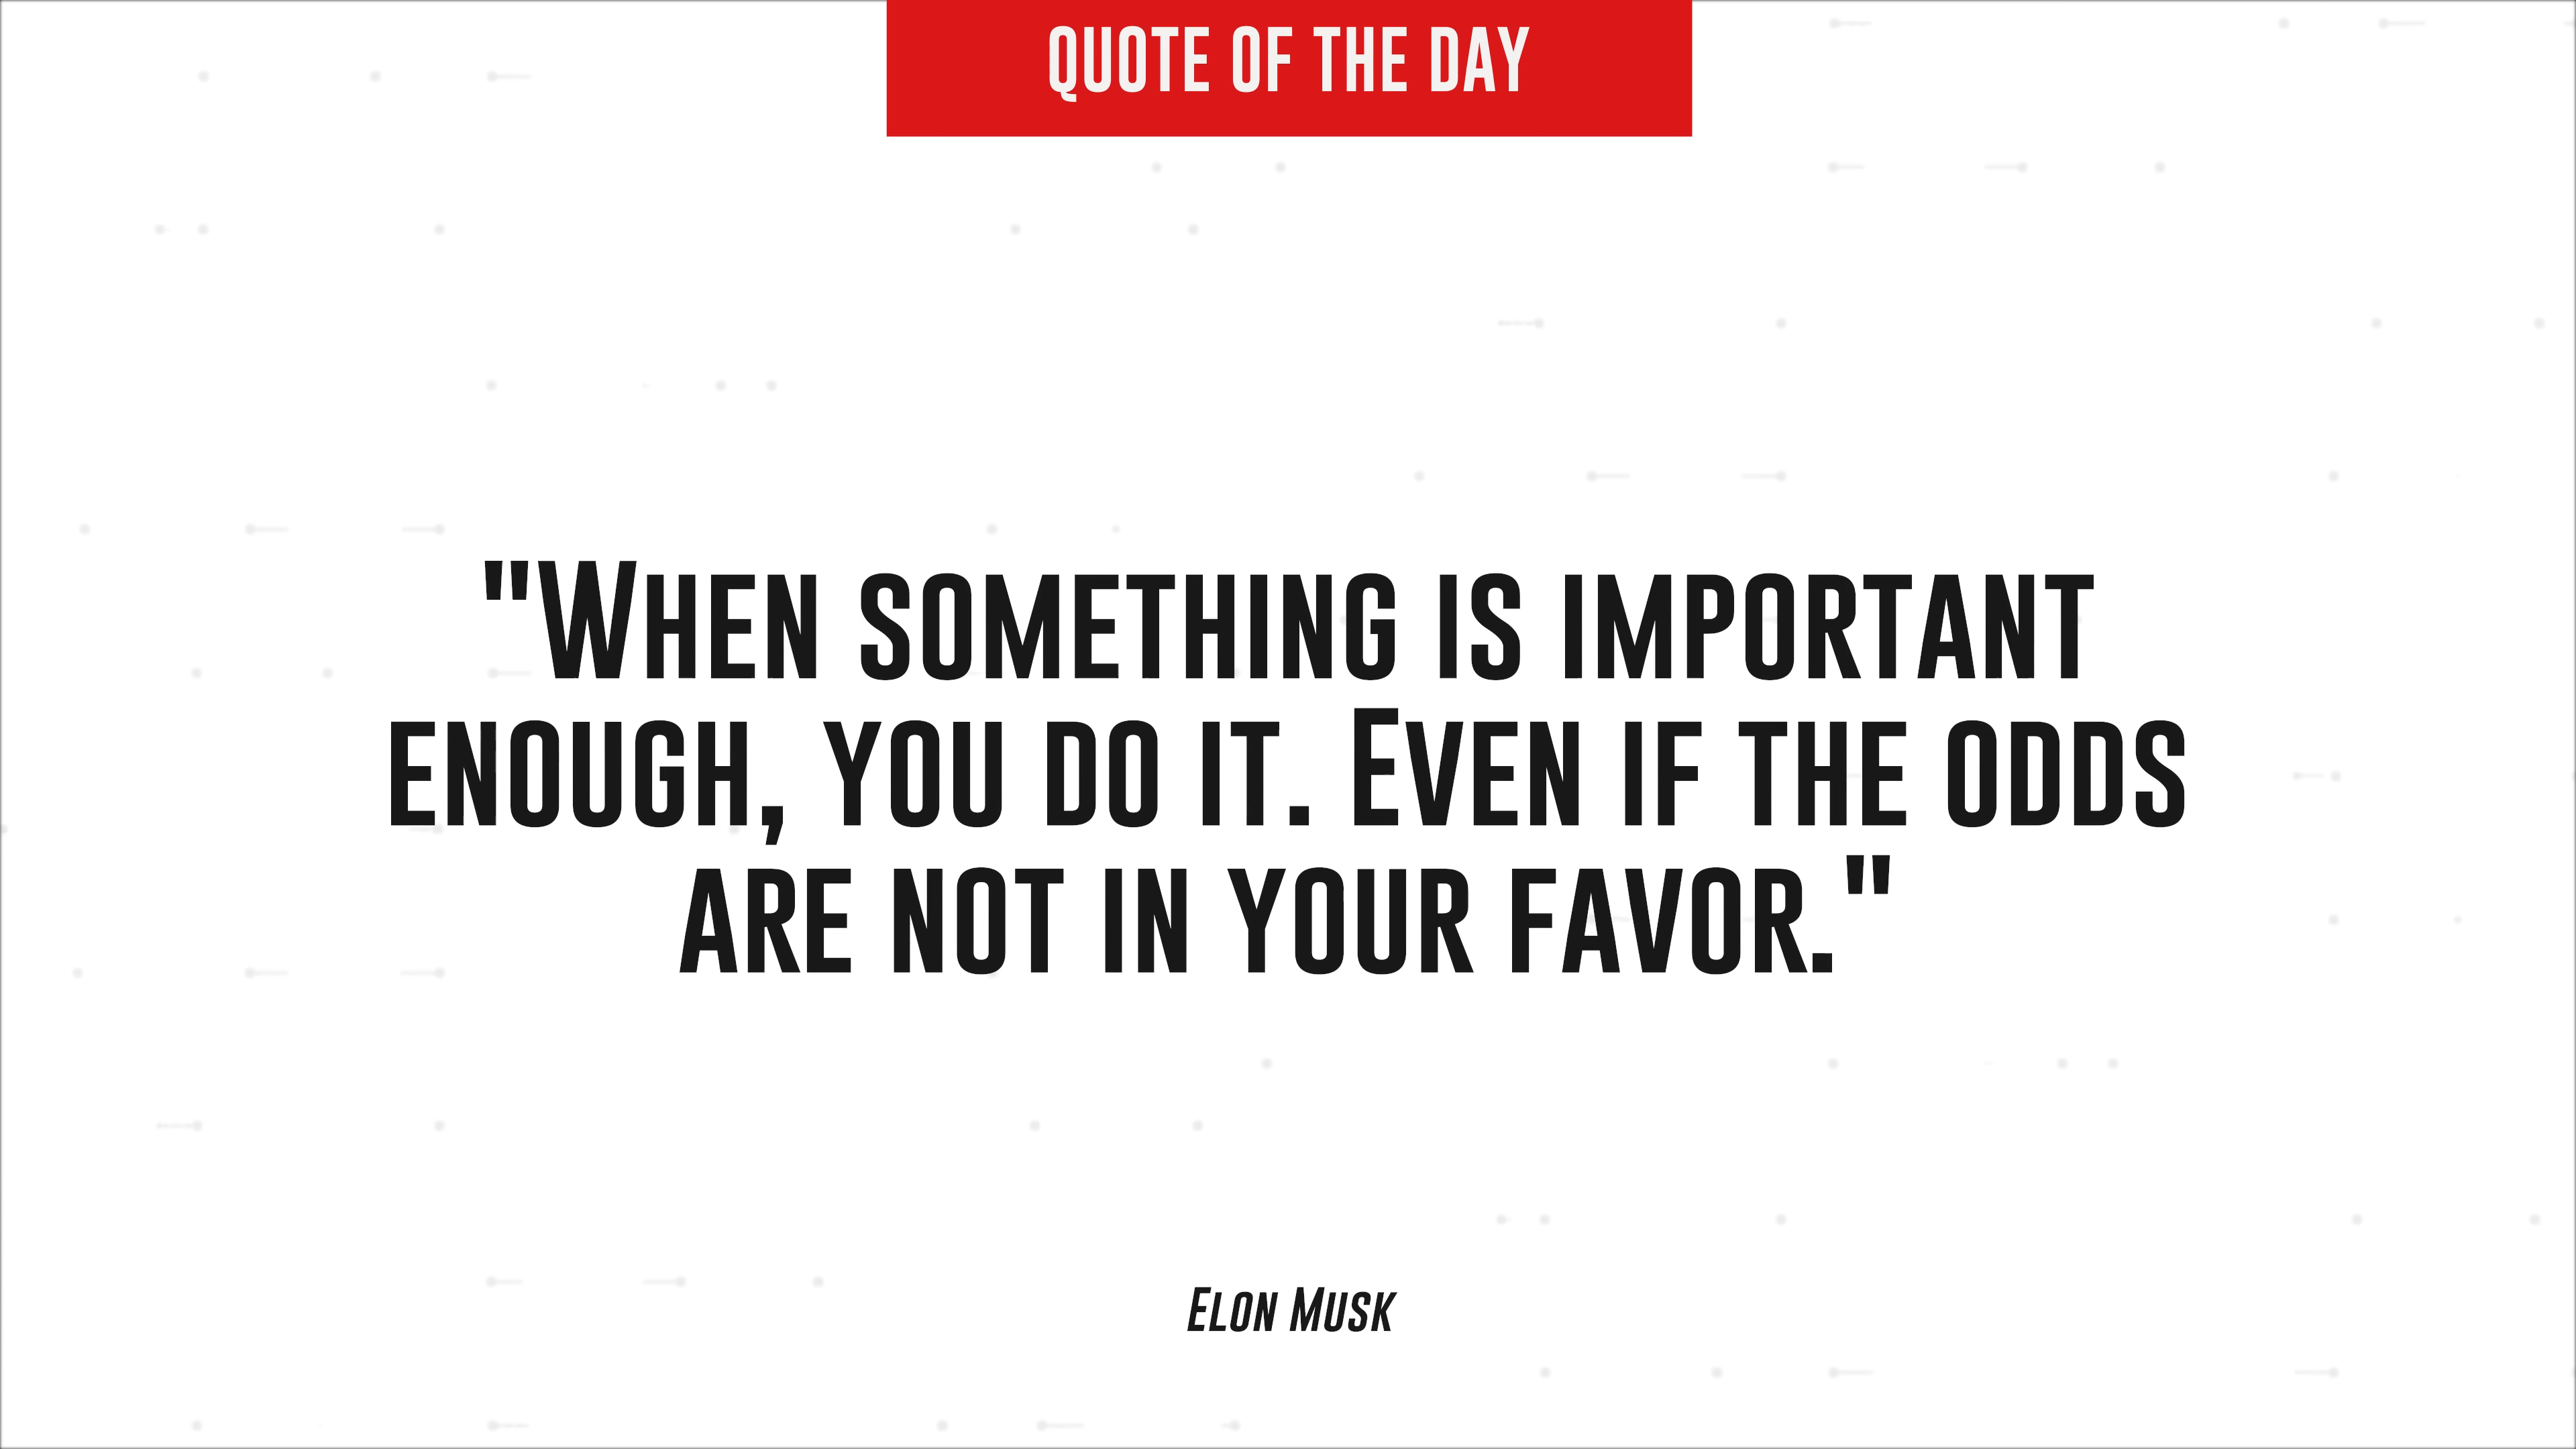 QUOTE OF THE DAY
"When something is important
enough, you do it. Even if the odds
are not in your favor."
Elon Musk